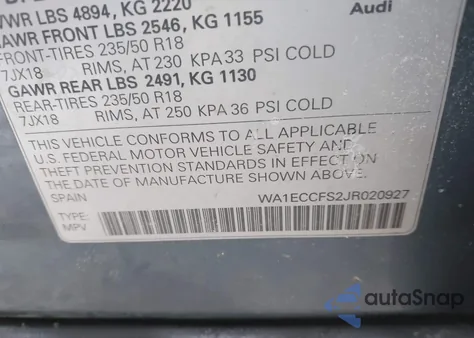 GVWR LBS 4894, KG 2220
Audi
GAWR FRONT LBS 2546, KG 1155
FRONT-TIRES 235/50 R18
7JX18 RIMS, AT 230 KPA 33 PSI COLD
GAWR REAR LBS 2491, KG 1130
REAR-TIRES 235/50 R18
7JX18 RIMS, AT 250 KPA 36 PSI COLD
THIS VEHICLE CONFORMS TO ALL APPLICABLE
U.S. FEDERAL MOTOR VEHICLE SAFETY AND
THEFT PREVENTION STANDARDS IN EFFECT ON
THE DATE OF MANUFACTURE SHOWN ABOVE.
SPAIN WA1ECCFS2JR020927
TYPE:
MPV
autoSnap